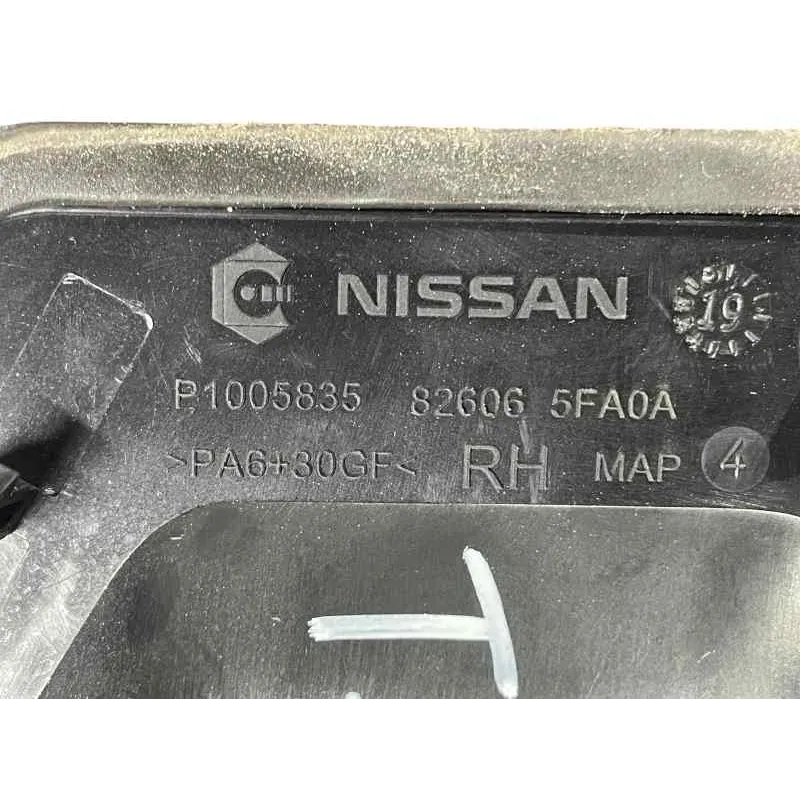 NISSAN 19
P1005835 82606 5FA0A
>PA6+30GF< RH MAP 4